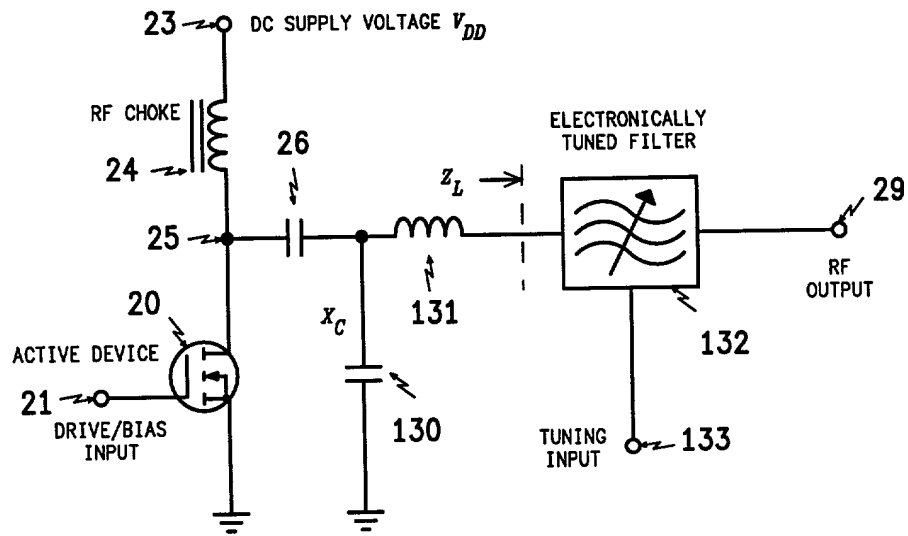 23
DC SUPPLY VOLTAGE V_DD
RF CHOKE
24
26
ELECTRONICALLY
TUNED FILTER
Z_L
29
25
131
RF
OUTPUT
20
X_C
132
ACTIVE DEVICE
21
130
DRIVE/BIAS
INPUT
TUNING
INPUT
133